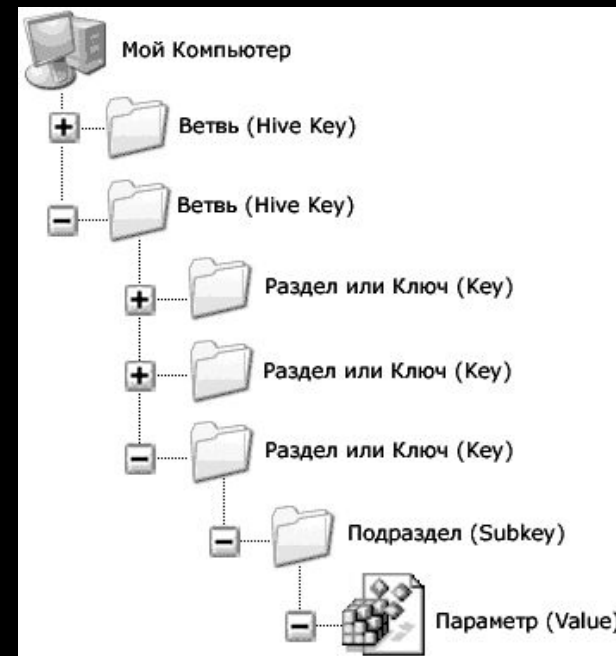 Мой Компьютер
Ветвь (Hive Key)
Ветвь (Hive Key)
Раздел или Ключ (Key)
Раздел или Ключ (Key)
Раздел или Ключ (Key)
Подраздел (Subkey)
Параметр (Value)